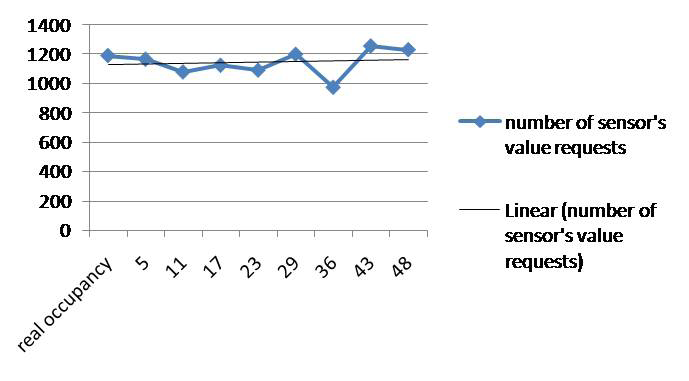 1400
1200
1000
800
600
400
200
0
real occupancy
5
11
17
23
29
36
43
48
number of sensor's
value requests
Linear (number of
sensor's value
requests)